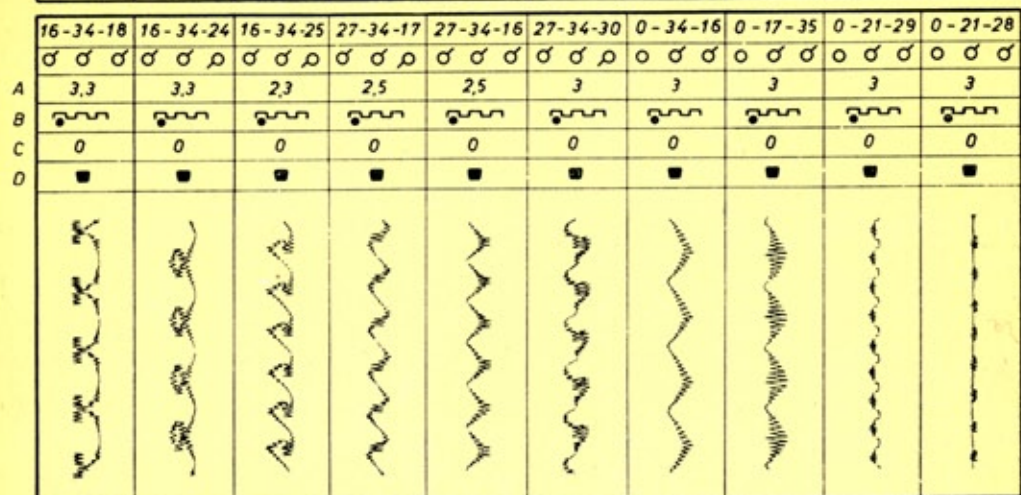 16-34-18 16-34-24 16-34-25 27-34-17 27-34-16 27-34-30 0-34-16 0-17-35 0-21-29 0-21-28
A 3,3 3,3 2,3 2,5 2,5 3 3 3 3 3
B
C 0 0 0 0 0 0 0 0 0 0
D